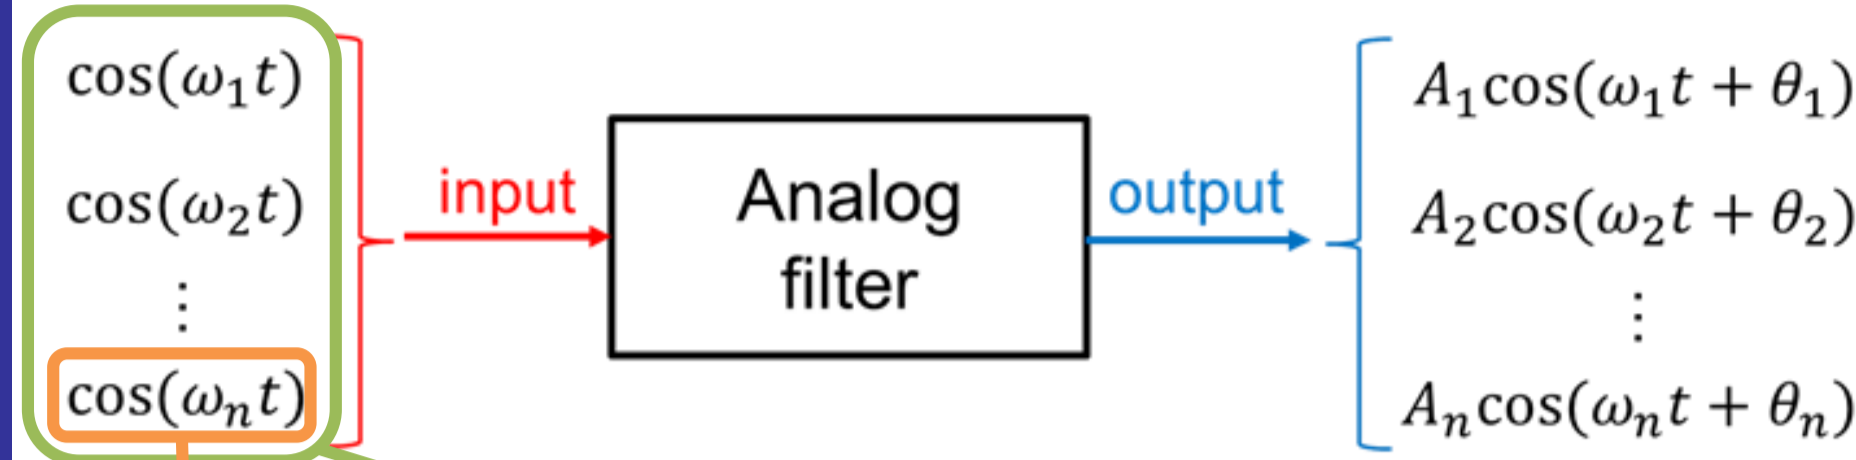 cos(ω₁t)
cos(ω₂t)
⋮
cos(ωₙt)
input
Analog
filter
output
A₁cos(ω₁t + θ₁)
A₂cos(ω₂t + θ₂)
⋮
Aₙcos(ωₙt + θₙ)